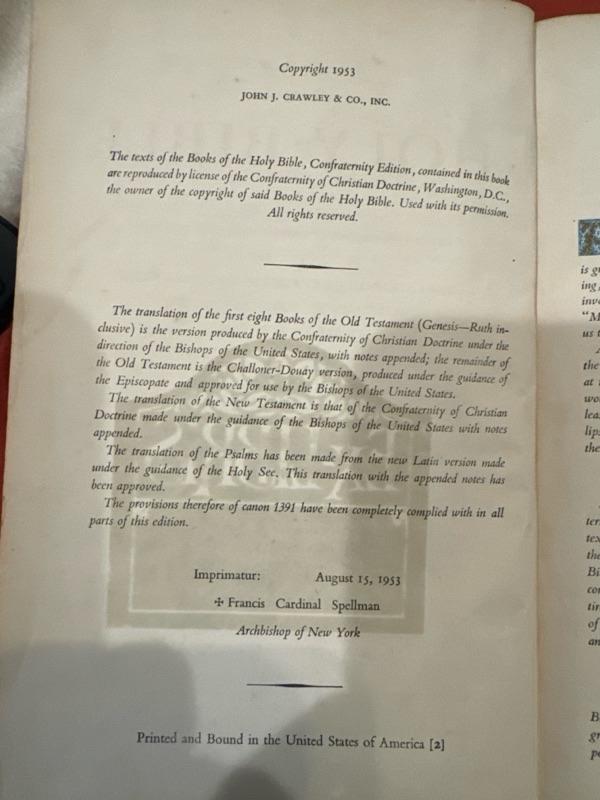 Copyright 1953
JOHN J. CRAWLEY & CO., INC.
The texts of the Books of the Holy Bible, Confraternity Edition, contained in this book
are reproduced by license of the Confraternity of Christian Doctrine, Washington, D.C.,
the owner of the copyright of said Books of the Holy Bible. Used with its permission.
All rights reserved.
The translation of the first eight Books of the Old Testament (Genesis—Ruth in-
clusive) is the version produced by the Confraternity of Christian Doctrine under the
direction of the Bishops of the United States, with notes appended; the remainder of
the Old Testament is the Challoner-Douay version, produced under the guidance of
the Episcopate and approved for use by the Bishops of the United States.
The translation of the New Testament is that of the Confraternity of Christian
Doctrine made under the guidance of the Bishops of the United States with notes
appended.
The translation of the Psalms has been made from the new Latin version made
under the guidance of the Holy See. This translation with the appended notes has
been approved.
The provisions therefore of canon 1391 have been completely complied with in all
parts of this edition.
Imprimatur: August 15, 1953
✢ Francis Cardinal Spellman
Archbishop of New York
Printed and Bound in the United States of America [2]
is
"M
us
the
at
the
the
of
an